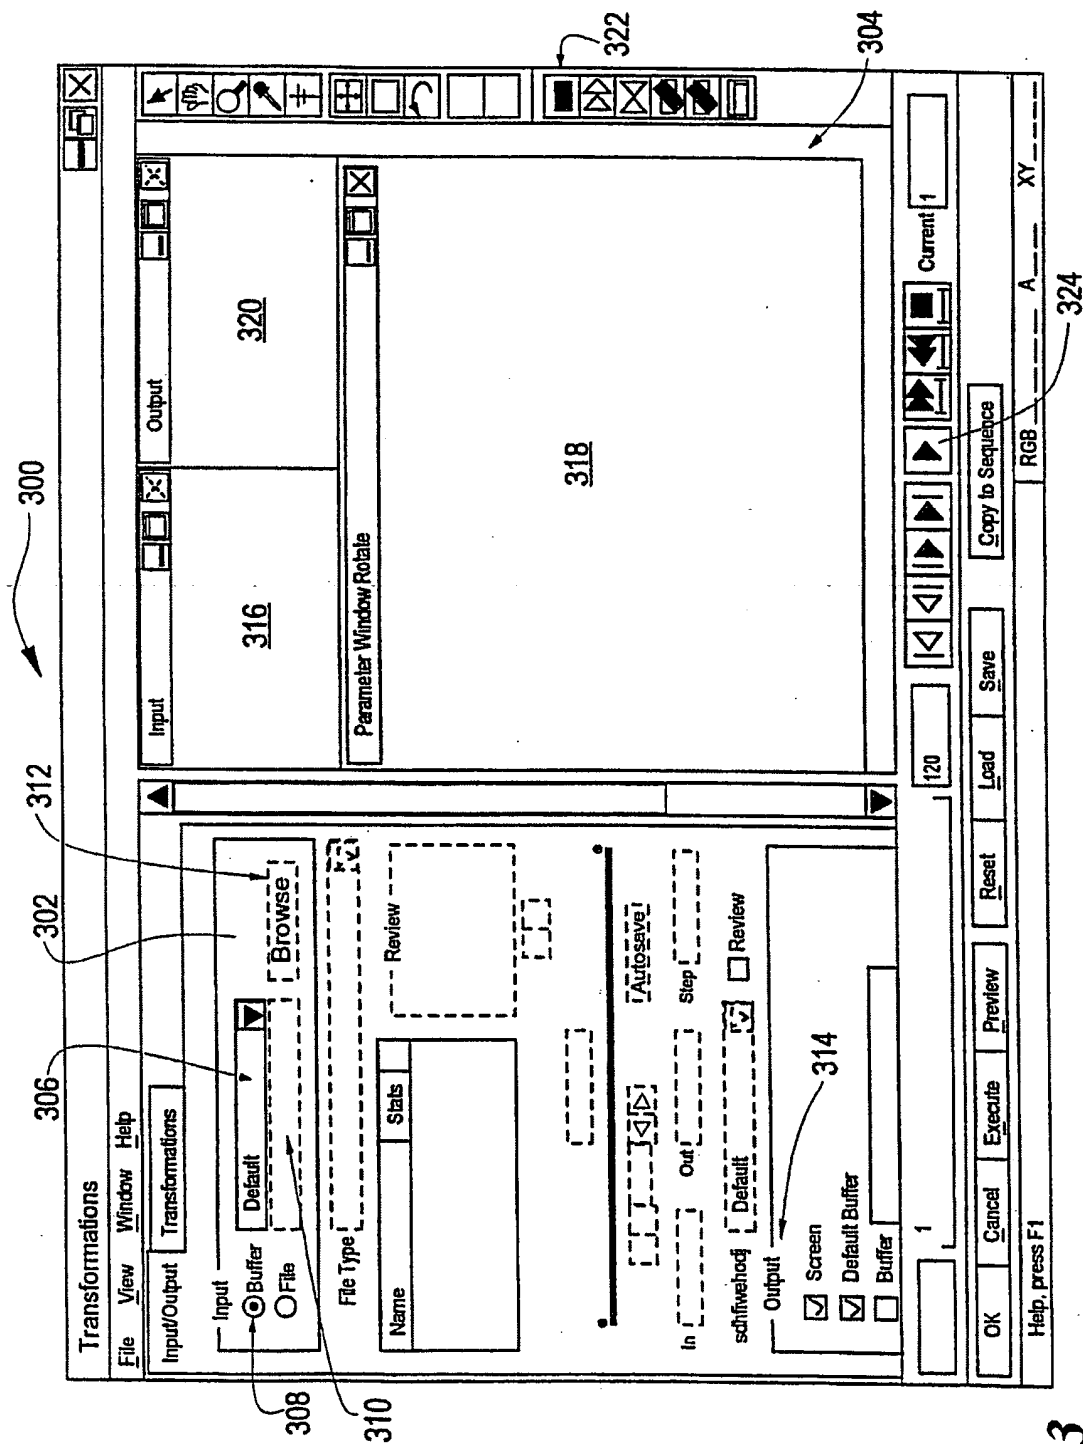 300
Transformations
File View Window Help
Input/Output Transformations
302
312
306
Input
Buffer
Default
File
Browse
308
310
File Type
Name Stats
Review
Autosave
In Out Step
sdhfiwehodj Default Review
Output
314
Screen
Default Buffer
Buffer
Input
316
Output
320
Parameter Window Rotate
318
322
304
1
120
Current 1
324
OK Cancel Execute Preview Reset Load Save Copy to Sequence
Help, press F1
RGB A XY
3